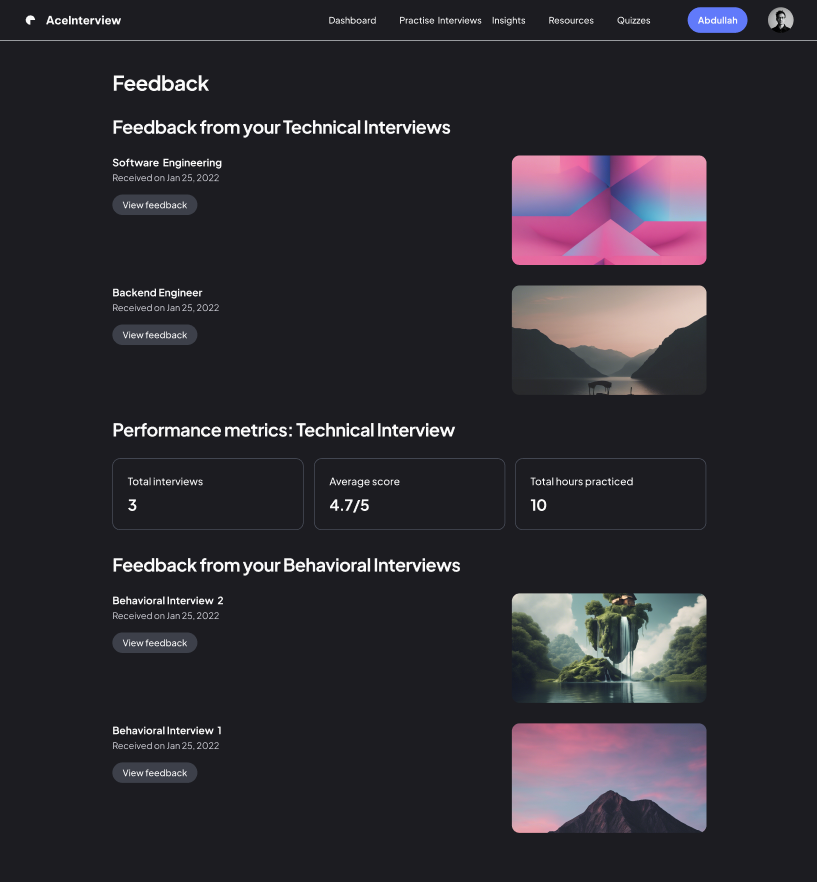 AceInterview
Dashboard
Practise Interviews
Insights
Resources
Quizzes
Abdullah
Feedback
Feedback from your Technical Interviews
Software Engineering
Received on Jan 25, 2022
View feedback
Backend Engineer
Received on Jan 25, 2022
View feedback
Performance metrics: Technical Interview
Total interviews
3
Average score
4.7/5
Total hours practiced
10
Feedback from your Behavioral Interviews
Behavioral Interview 2
Received on Jan 25, 2022
View feedback
Behavioral Interview 1
Received on Jan 25, 2022
View feedback